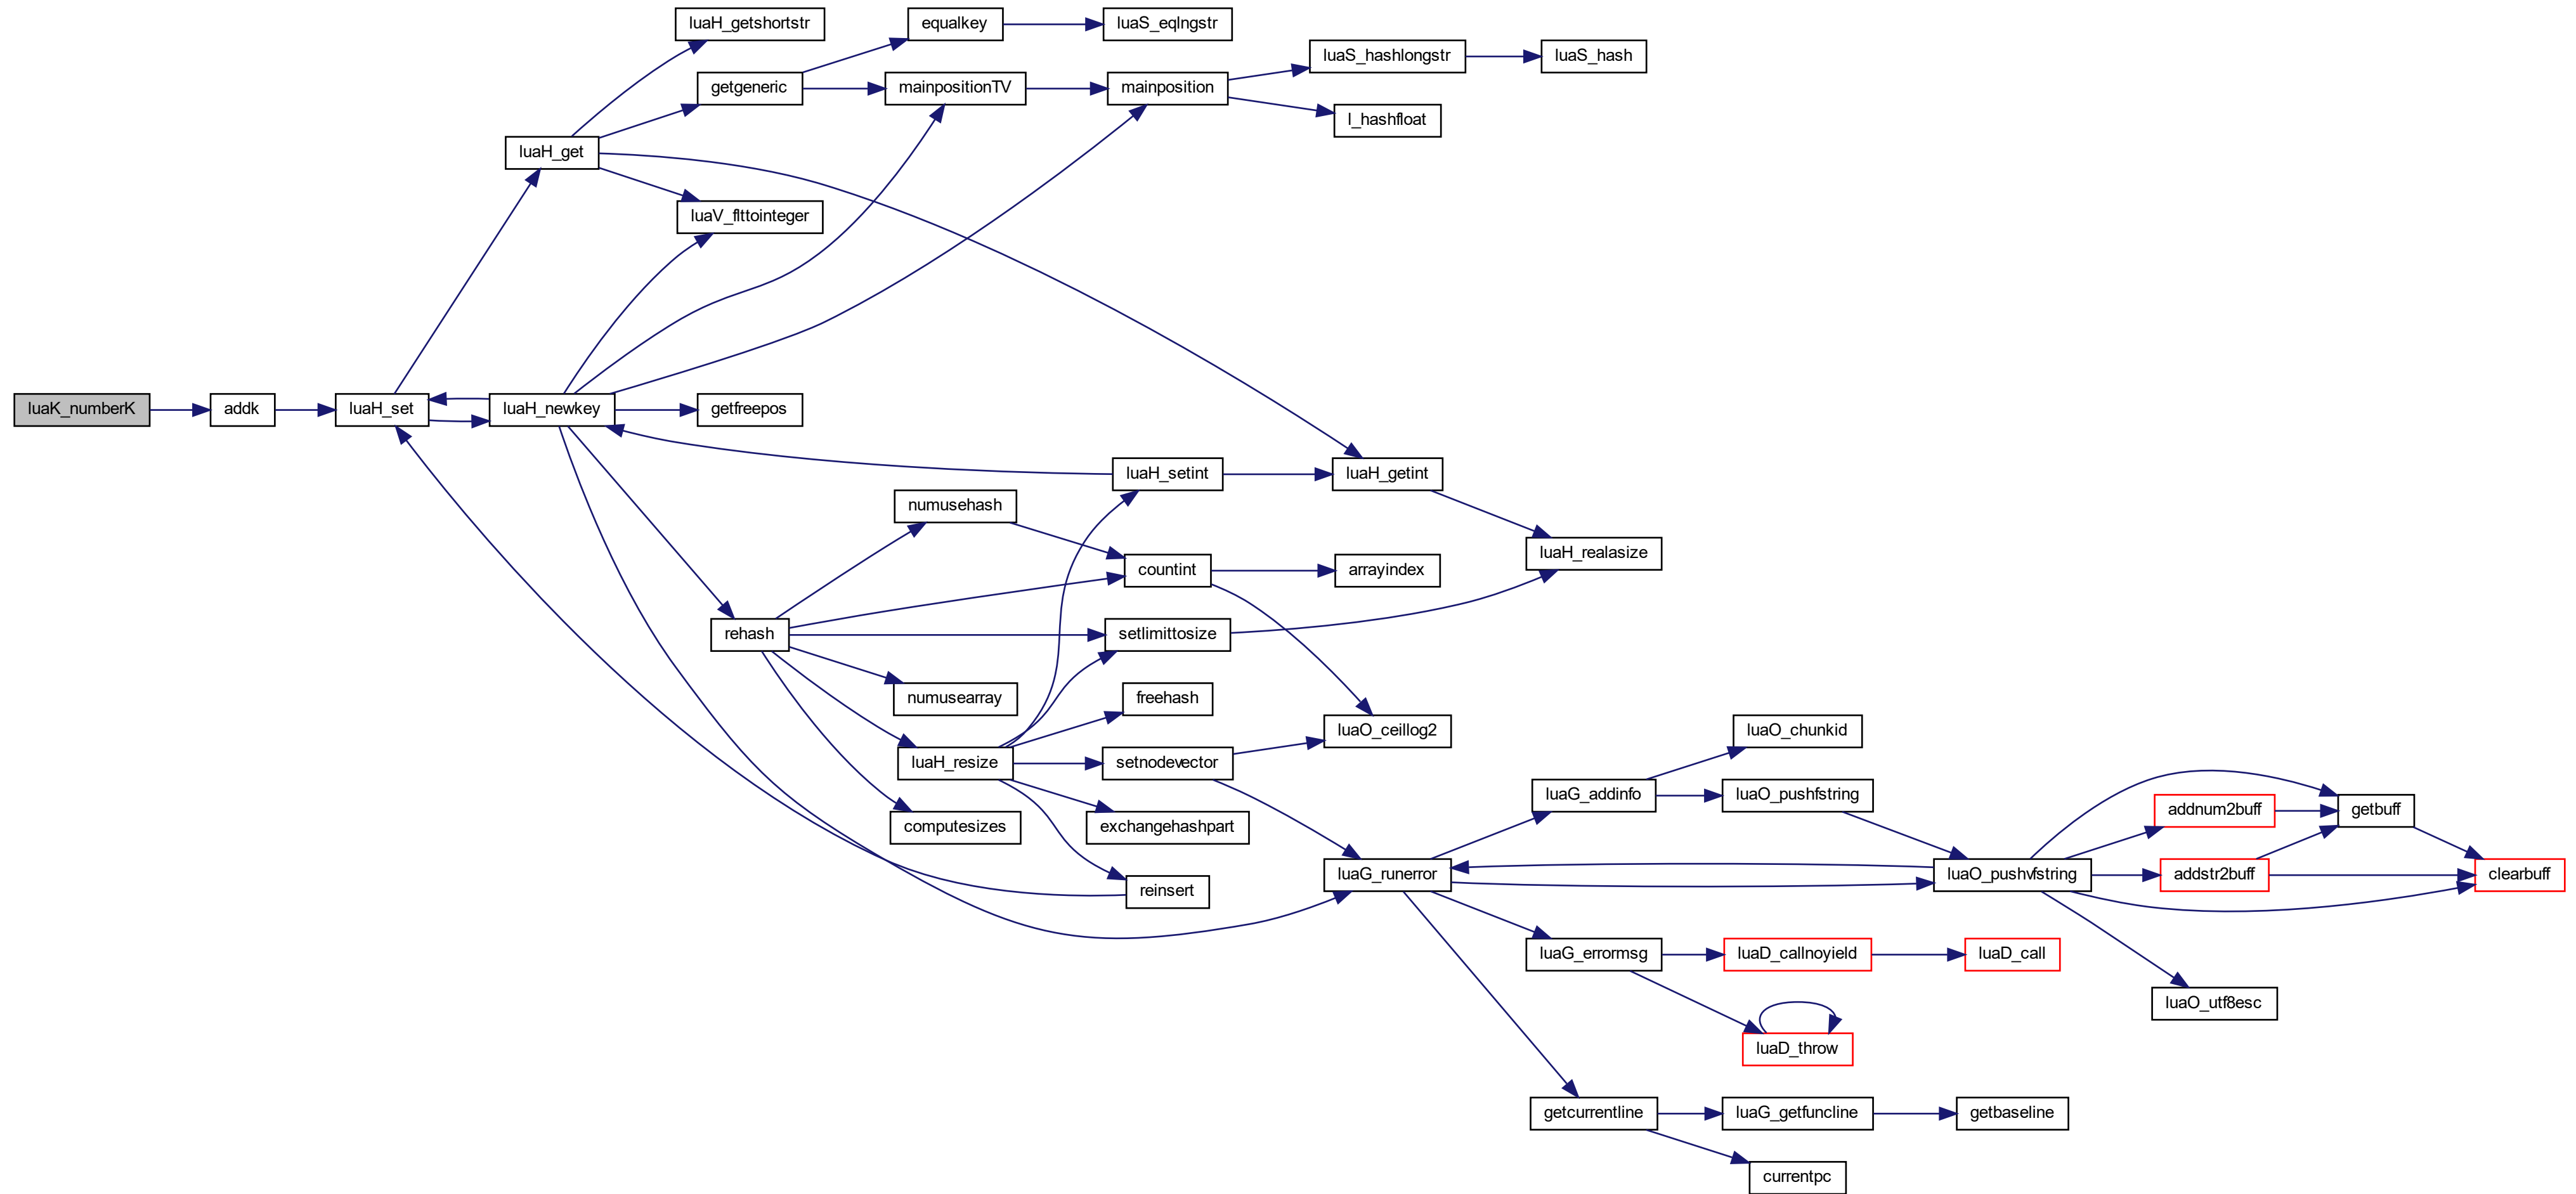 luaH_getshortstr
equalkey
luaS_eqlngstr
luaS_hashlongstr
luaS_hash
getgeneric
mainpositionTV
mainposition
l_hashfloat
luaH_get
luaV_flttointeger
luaK_numberK
addk
luaH_set
luaH_newkey
getfreepos
luaH_setint
luaH_getint
numusehash
luaH_realasize
countint
arrayindex
rehash
setlimittosize
numusearray
freehash
luaO_ceillog2
luaO_chunkid
luaH_resize
setnodevector
luaG_addinfo
luaO_pushfstring
addnum2buff
getbuff
computesizes
exchangehashpart
luaG_runerror
luaO_pushvfstring
addstr2buff
clearbuff
reinsert
luaG_errormsg
luaD_callnoyield
luaD_call
luaO_utf8esc
luaD_throw
getcurrentline
luaG_getfuncline
getbaseline
currentpc